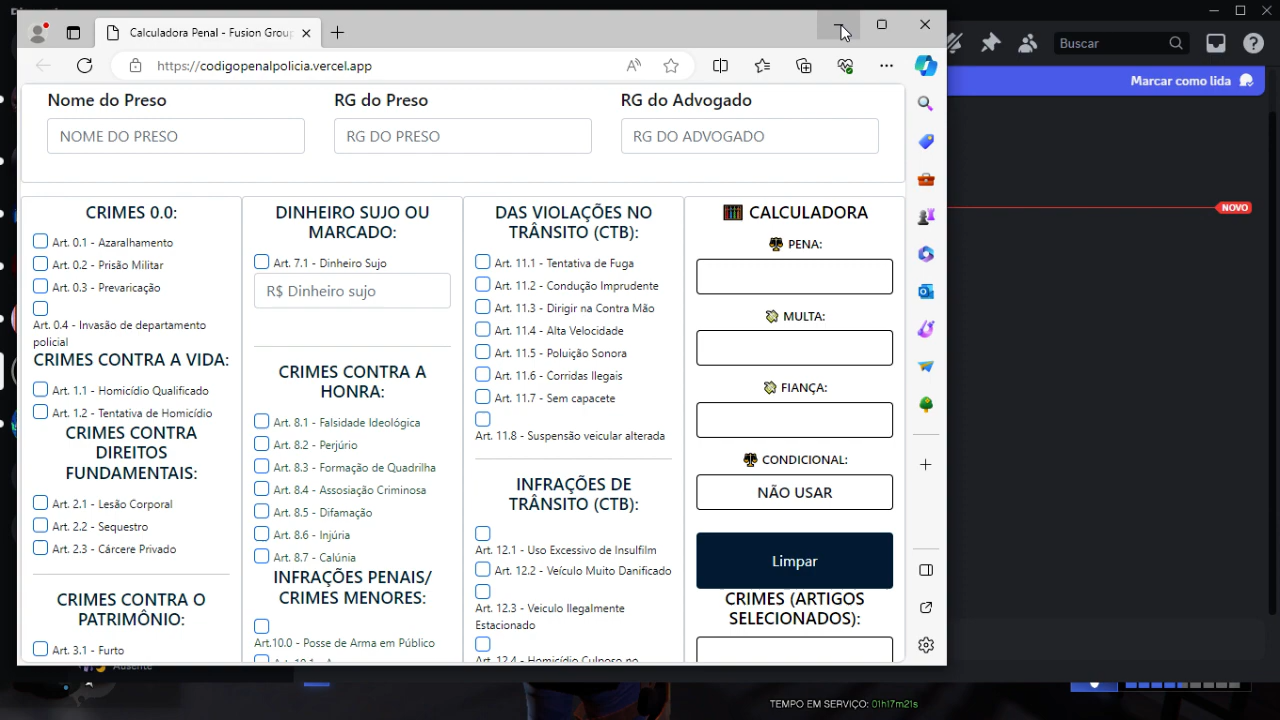 Calculadora Penal - Fusion Group
https://codigopenalpolicia.vercel.app
Nome do Preso
RG do Preso
RG do Advogado
NOME DO PRESO
RG DO PRESO
RG DO ADVOGADO
CRIMES 0.0:
Art. 0.1 - Azaralhamento
Art. 0.2 - Prisão Militar
Art. 0.3 - Prevaricação
Art. 0.4 - Invasão de departamento
policial
CRIMES CONTRA A VIDA:
Art. 1.1 - Homicídio Qualificado
Art. 1.2 - Tentativa de Homicídio
CRIMES CONTRA
DIREITOS
FUNDAMENTAIS:
Art. 2.1 - Lesão Corporal
Art. 2.2 - Sequestro
Art. 2.3 - Cárcere Privado
CRIMES CONTRA O
PATRIMÔNIO:
Art. 3.1 - Furto
DINHEIRO SUJO OU
MARCADO:
Art. 7.1 - Dinheiro Sujo
R$ Dinheiro sujo
CRIMES CONTRA A
HONRA:
Art. 8.1 - Falsidade Ideológica
Art. 8.2 - Perjúrio
Art. 8.3 - Formação de Quadrilha
Art. 8.4 - Assosiação Criminosa
Art. 8.5 - Difamação
Art. 8.6 - Injúria
Art. 8.7 - Calúnia
INFRAÇÕES PENAIS/
CRIMES MENORES:
Art.10.0 - Posse de Arma em Público
DAS VIOLAÇÕES NO
TRÂNSITO (CTB):
Art. 11.1 - Tentativa de Fuga
Art. 11.2 - Condução Imprudente
Art. 11.3 - Dirigir na Contra Mão
Art. 11.4 - Alta Velocidade
Art. 11.5 - Poluição Sonora
Art. 11.6 - Corridas Ilegais
Art. 11.7 - Sem capacete
Art. 11.8 - Suspensão veicular alterada
INFRAÇÕES DE
TRÂNSITO (CTB):
Art. 12.1 - Uso Excessivo de Insulfilm
Art. 12.2 - Veículo Muito Danificado
Art. 12.3 - Veiculo Ilegalmente
Estacionado
Art. 12.4 - Homicídio Culposo no
CALCULADORA
PENA:
MULTA:
FIANÇA:
CONDICIONAL:
NÃO USAR
Limpar
CRIMES (ARTIGOS
SELECIONADOS):
Buscar
Marcar como lida
NOVO
Ausente
TEMPO EM SERVIÇO: 01h17m21s